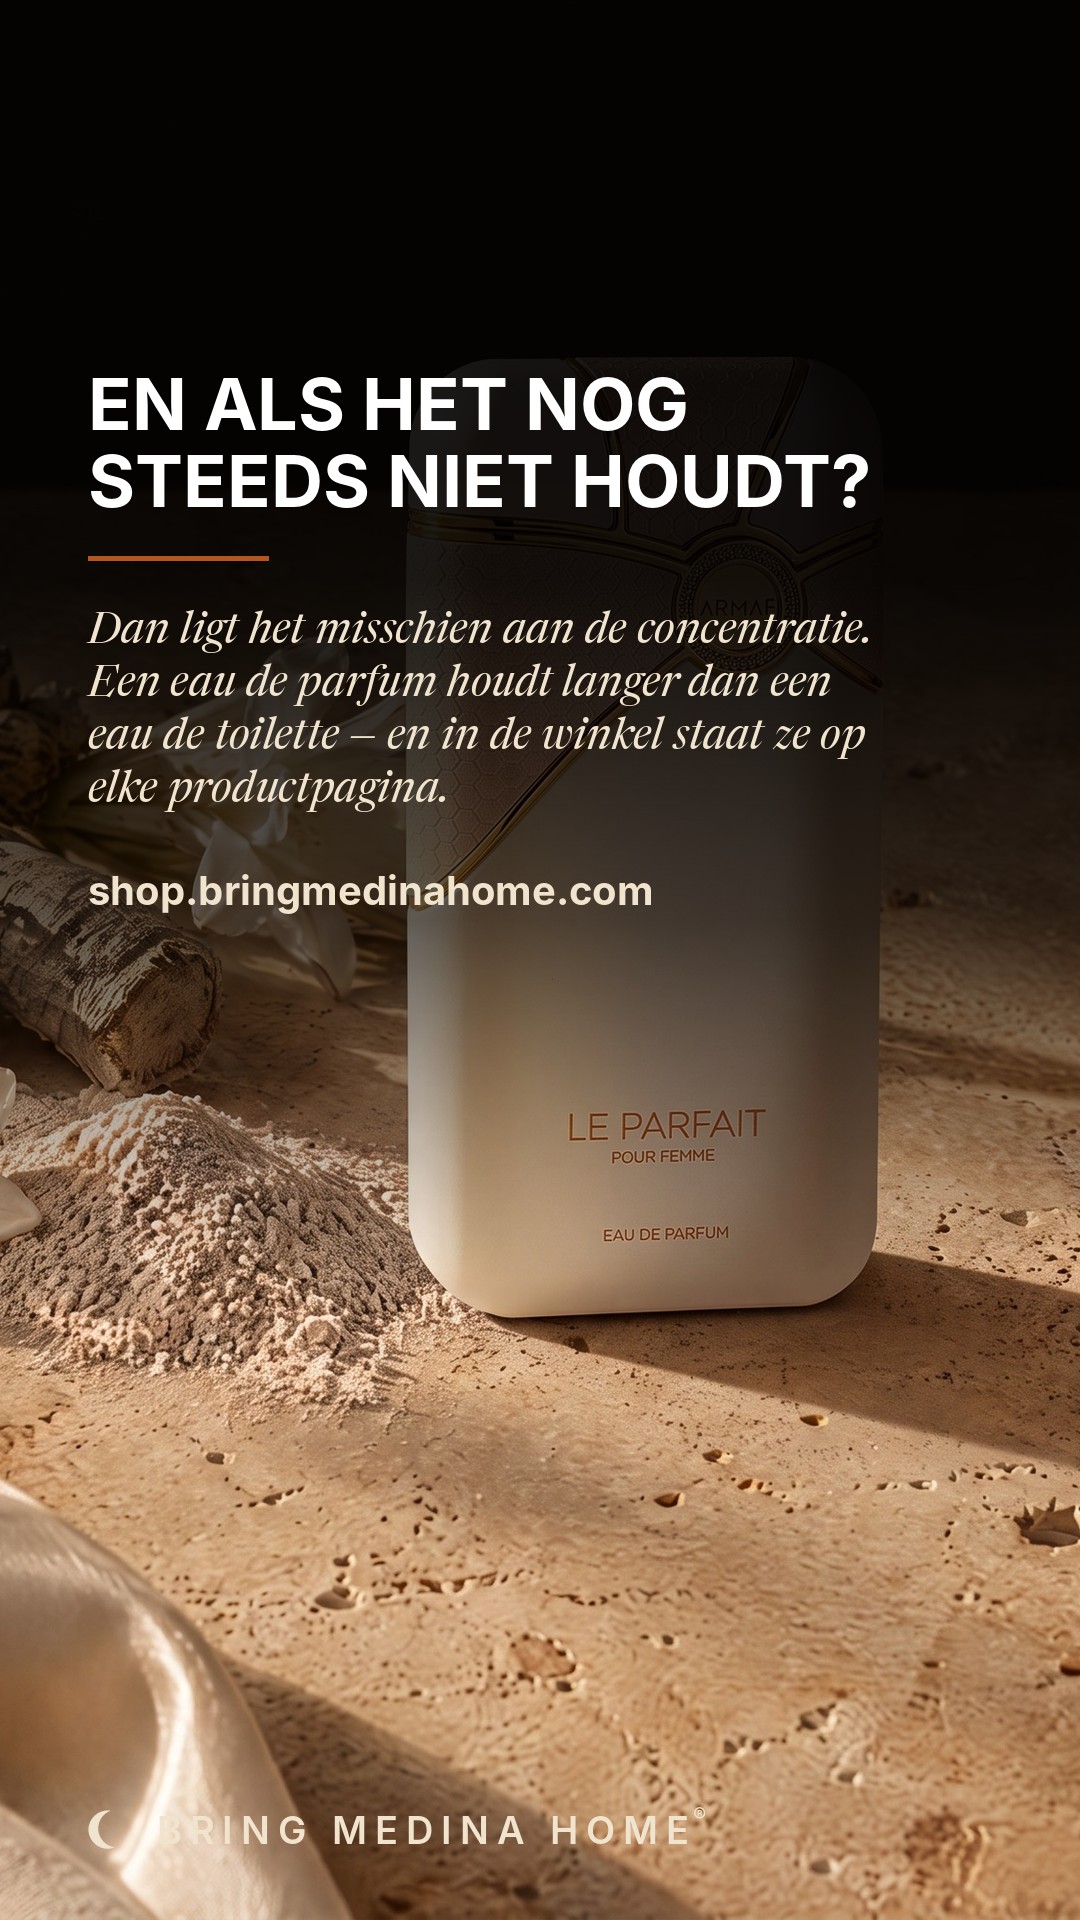 EN ALS HET NOG
STEEDS NIET HOUDT?
ARMAF
Dan ligt het misschien aan de concentratie.
Een eau de parfum houdt langer dan een
eau de toilette – en in de winkel staat ze op
elke productpagina.
shop.bringmedinahome.com
LE PARFAIT
POUR FEMME
EAU DE PARFUM
BRING MEDINA HOME®